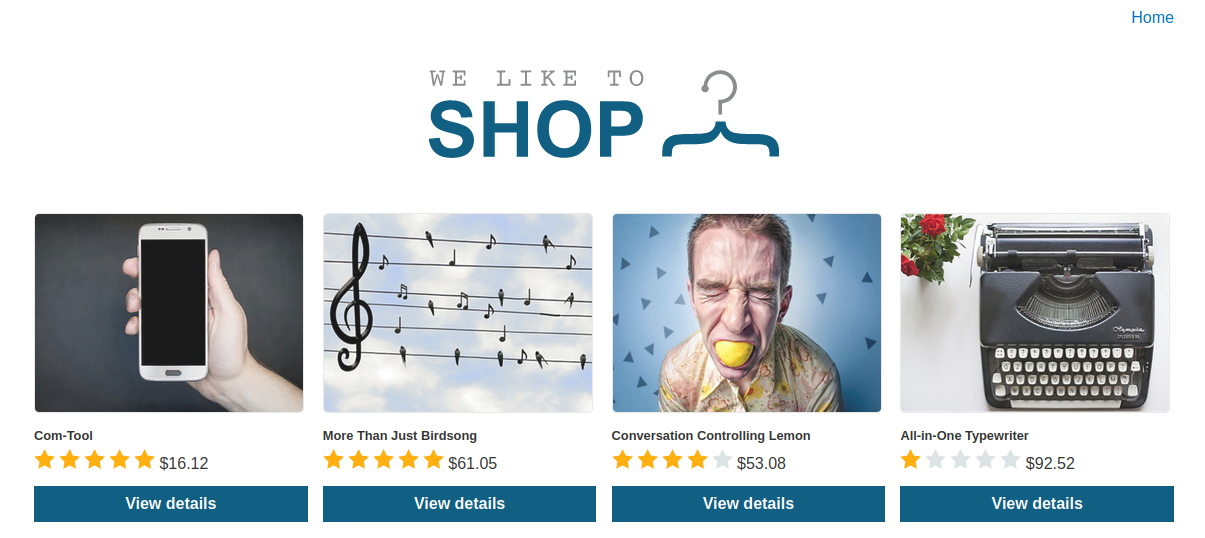 Home
WE LIKE TO
SHOP
Com-Tool
$16.12
View details
More Than Just Birdsong
$61.05
View details
Conversation Controlling Lemon
$53.08
View details
All-in-One Typewriter
$92.52
View details